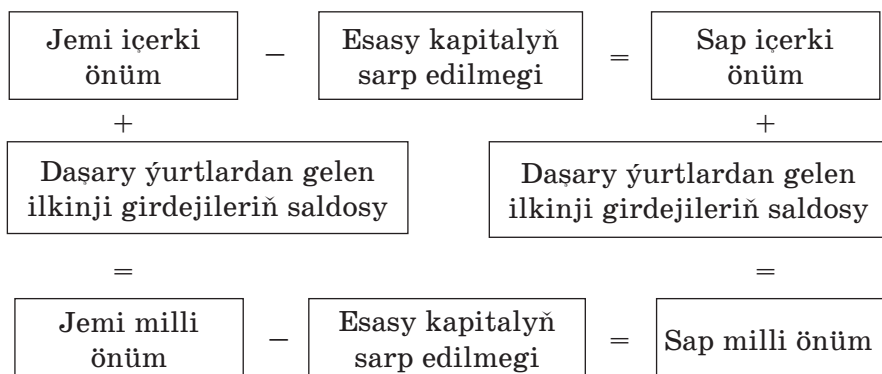 Jemi içerki önüm − Esasy kapitalyň sarp edilmegi = Sap içerki önüm
+ +
Daşary ýurtlardan gelen ilkinji girdejileriň saldosy Daşary ýurtlardan gelen ilkinji girdejileriň saldosy
= =
Jemi milli önüm − Esasy kapitalyň sarp edilmegi = Sap milli önüm